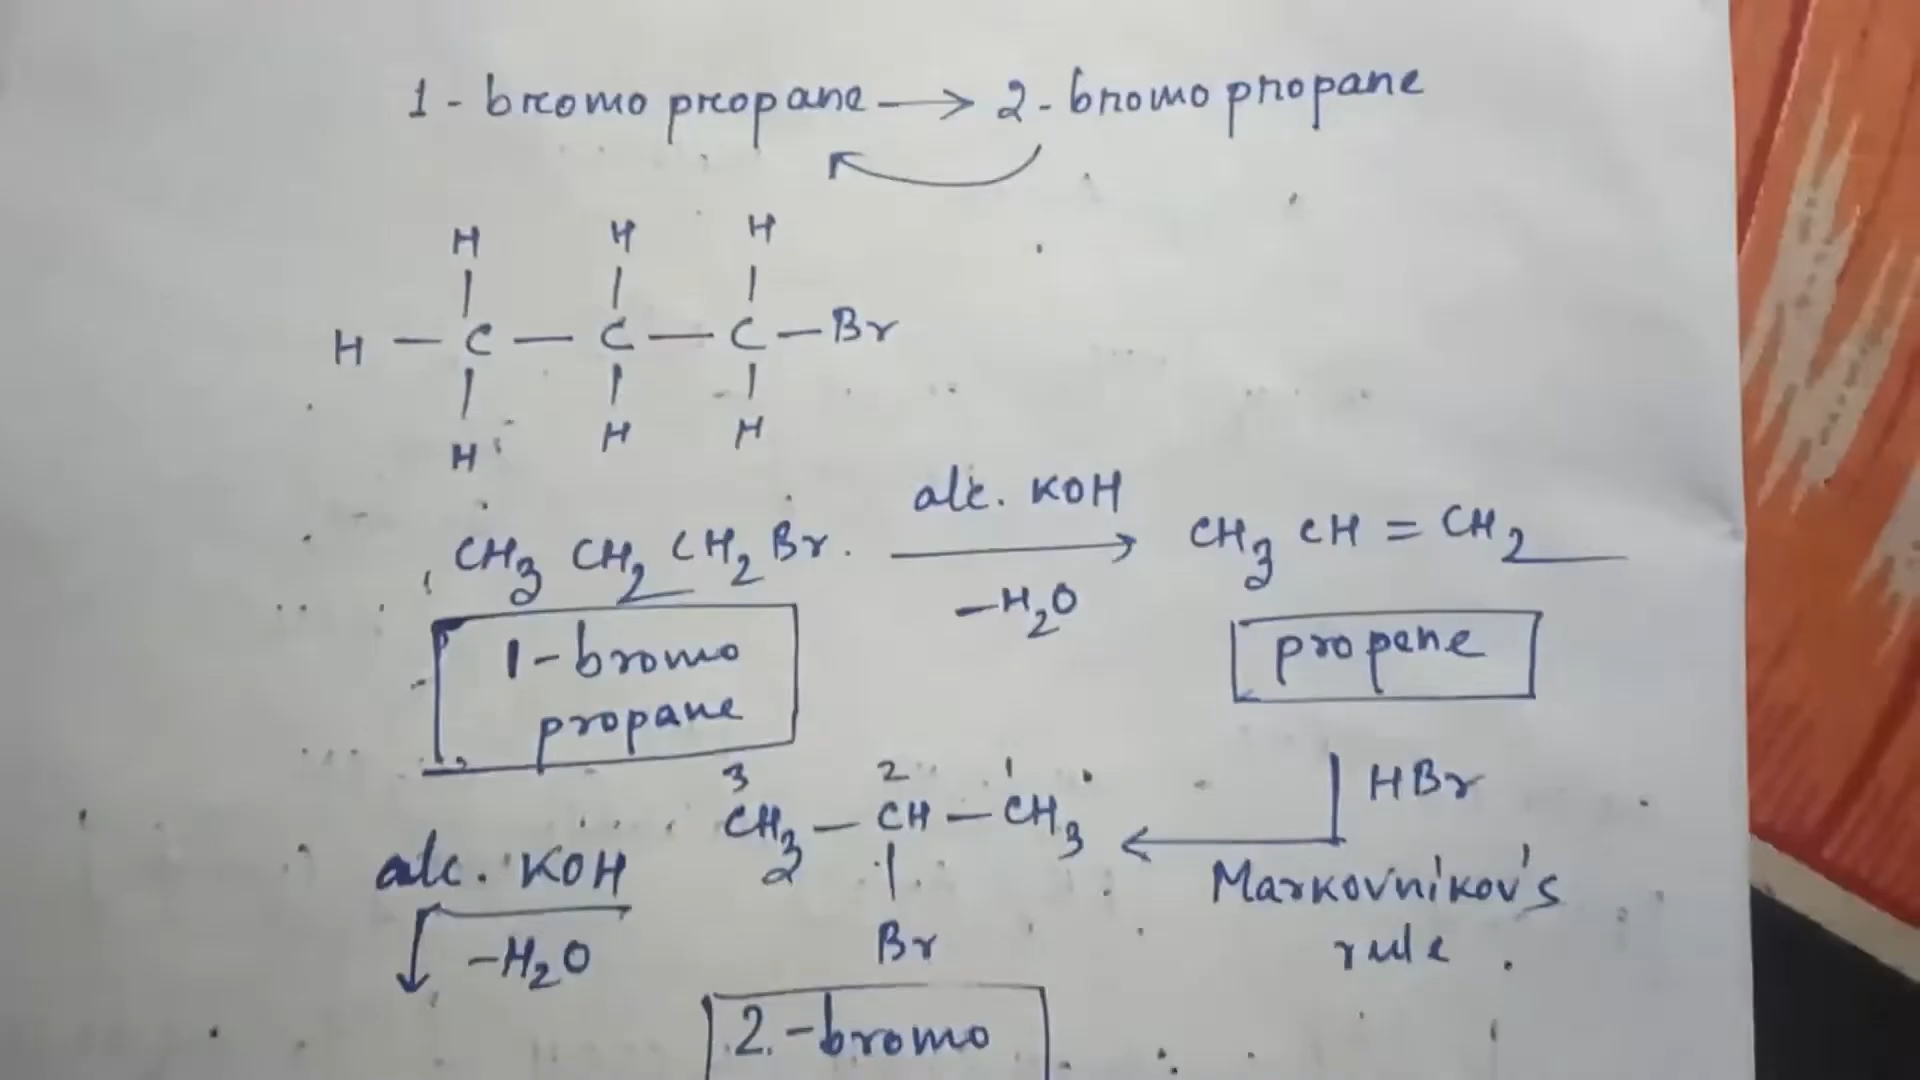 1 - bromo propane → 2 - bromo propane
H H H
H - C - C - C - Br
H H H
CH3 CH2 CH2 Br. alc. KOH → -H2O CH3 CH = CH2
1 - bromo propane
propene
HBr
3 2 1
CH3 - CH - CH3
Br
Markovnikov's rule.
alc. KOH
-H2O
2. - bromo